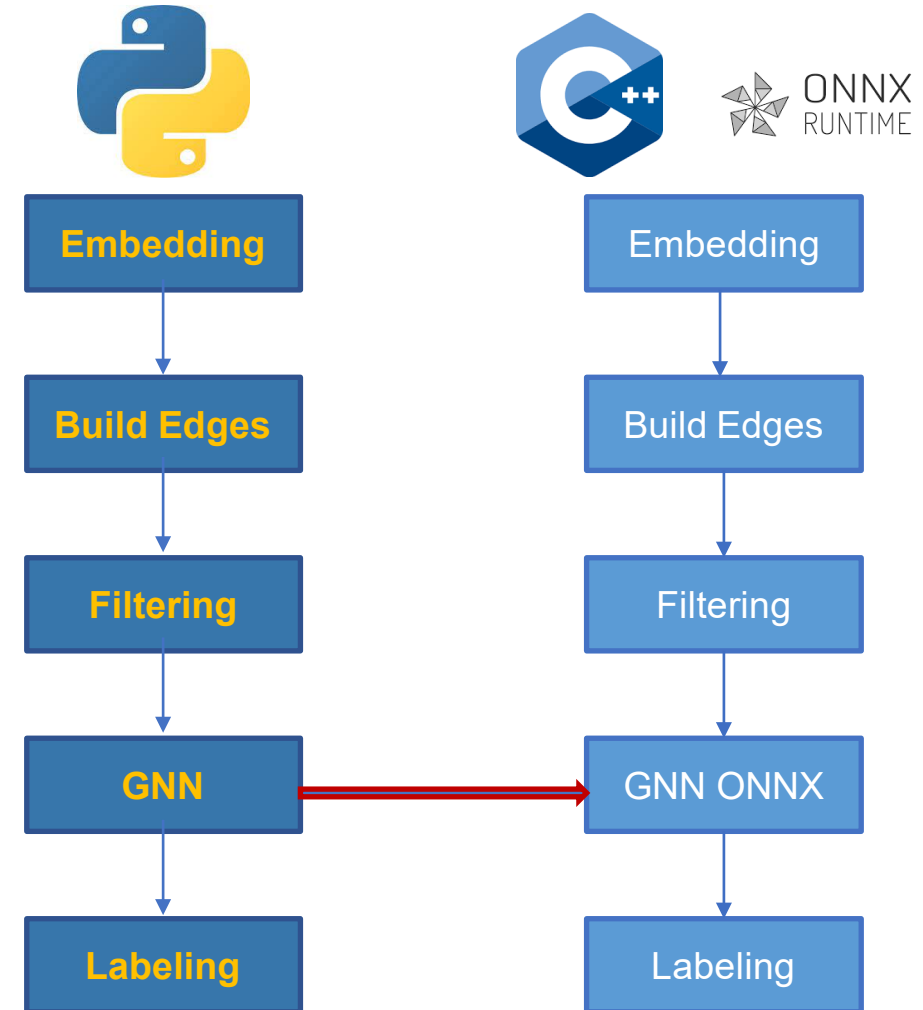 C++
ONNX
RUNTIME
Embedding
Embedding
Build Edges
Build Edges
Filtering
Filtering
GNN
GNN ONNX
Labeling
Labeling